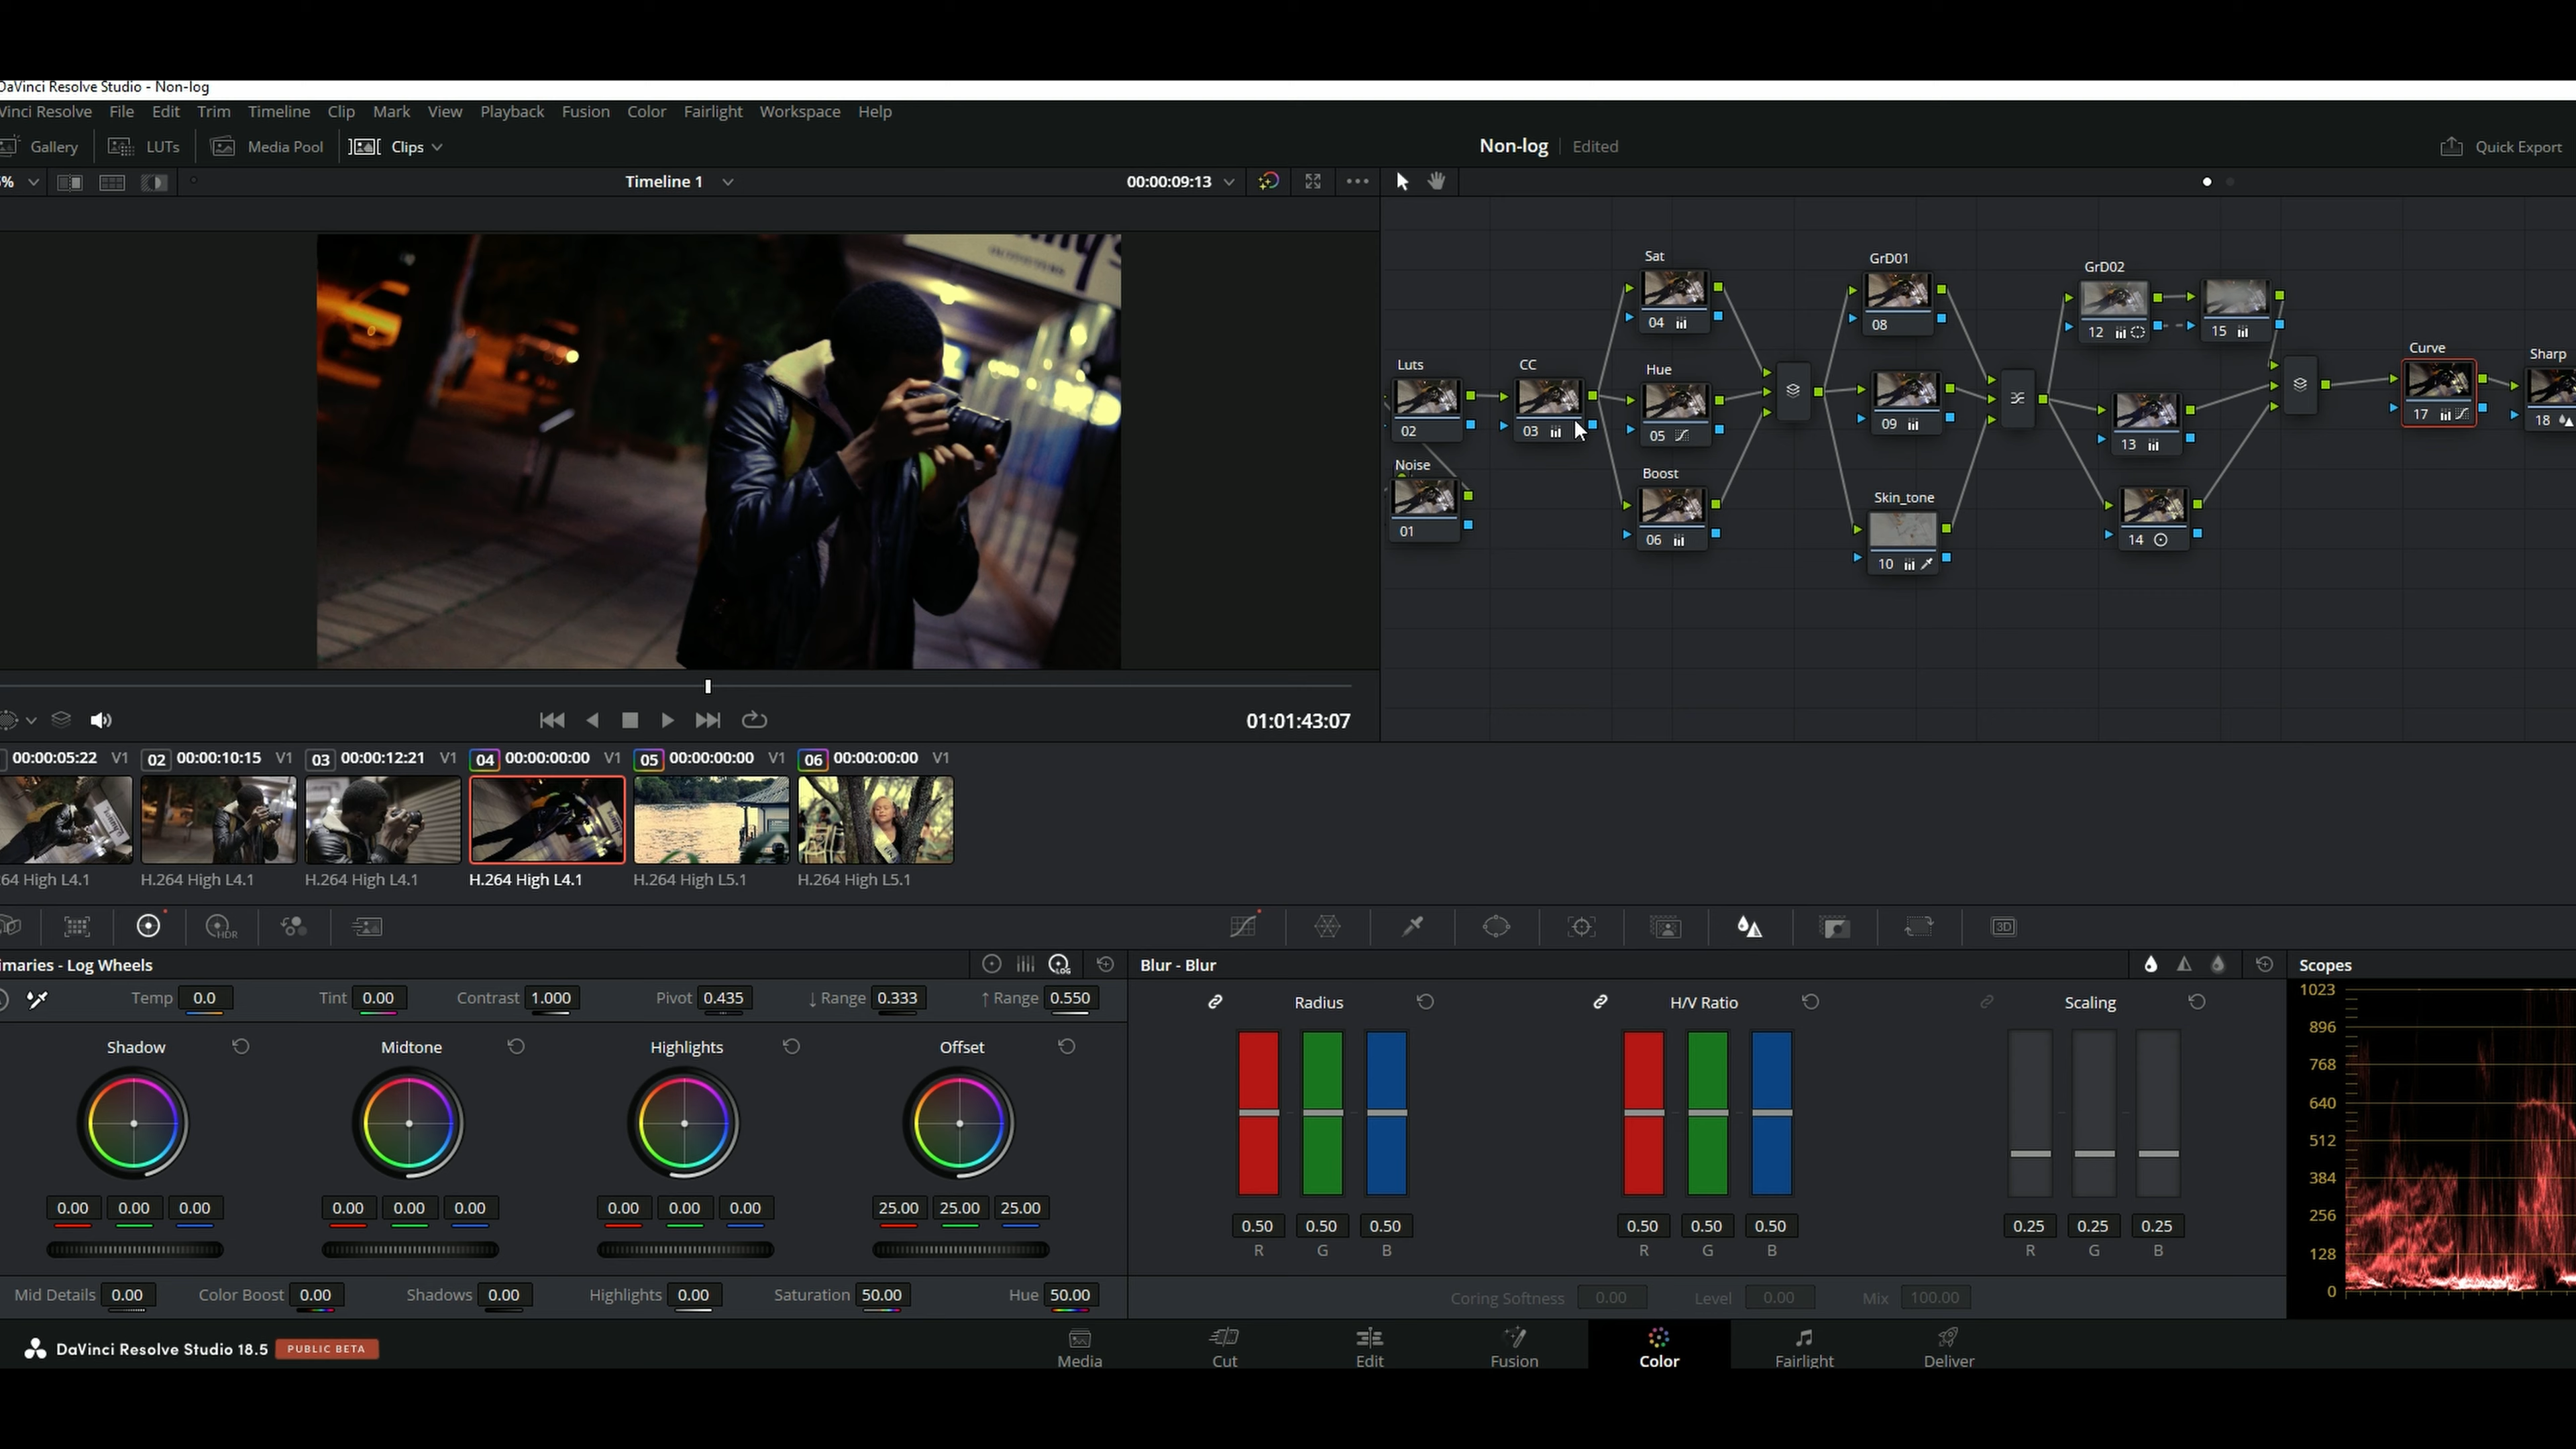 DaVinci Resolve Studio - Non-log
Vinci Resolve File Edit Trim Timeline Clip Mark View Playback Fusion Color Fairlight Workspace Help
Gallery LUTs Media Pool Clips Non-log Edited Quick Export
% Timeline 1 00:00:09:13
Sat GrD01 GrD02
04 08 12 15
Luts CC Hue Curve Sharp
02 03 05 09 13 17 18
Noise Boost Skin_tone
01 06 10 14
01:01:43:07
00:00:05:22 V1 02 00:00:10:15 V1 03 00:00:12:21 V1 04 00:00:00:00 V1 05 00:00:00:00 V1 06 00:00:00:00 V1
64 High L4.1 H.264 High L4.1 H.264 High L4.1 H.264 High L4.1 H.264 High L5.1 H.264 High L5.1
HDR 3D
imaries - Log Wheels LOG Blur - Blur Scopes
Temp 0.0 Tint 0.00 Contrast 1.000 Pivot 0.435 ↓ Range 0.333 ↑ Range 0.550
Radius H/V Ratio Scaling
Shadow Midtone Highlights Offset
0.00 0.00 0.00 0.00 0.00 0.00 0.00 0.00 0.00 25.00 25.00 25.00
0.50 0.50 0.50 0.50 0.50 0.50 0.25 0.25 0.25
R G B R G B R G B
1023
896
768
640
512
384
256
128
0
Mid Details 0.00 Color Boost 0.00 Shadows 0.00 Highlights 0.00 Saturation 50.00 Hue 50.00
Coring Softness 0.00 Level 0.00 Mix 100.00
DaVinci Resolve Studio 18.5 PUBLIC BETA
Media Cut Edit Fusion Color Fairlight Deliver